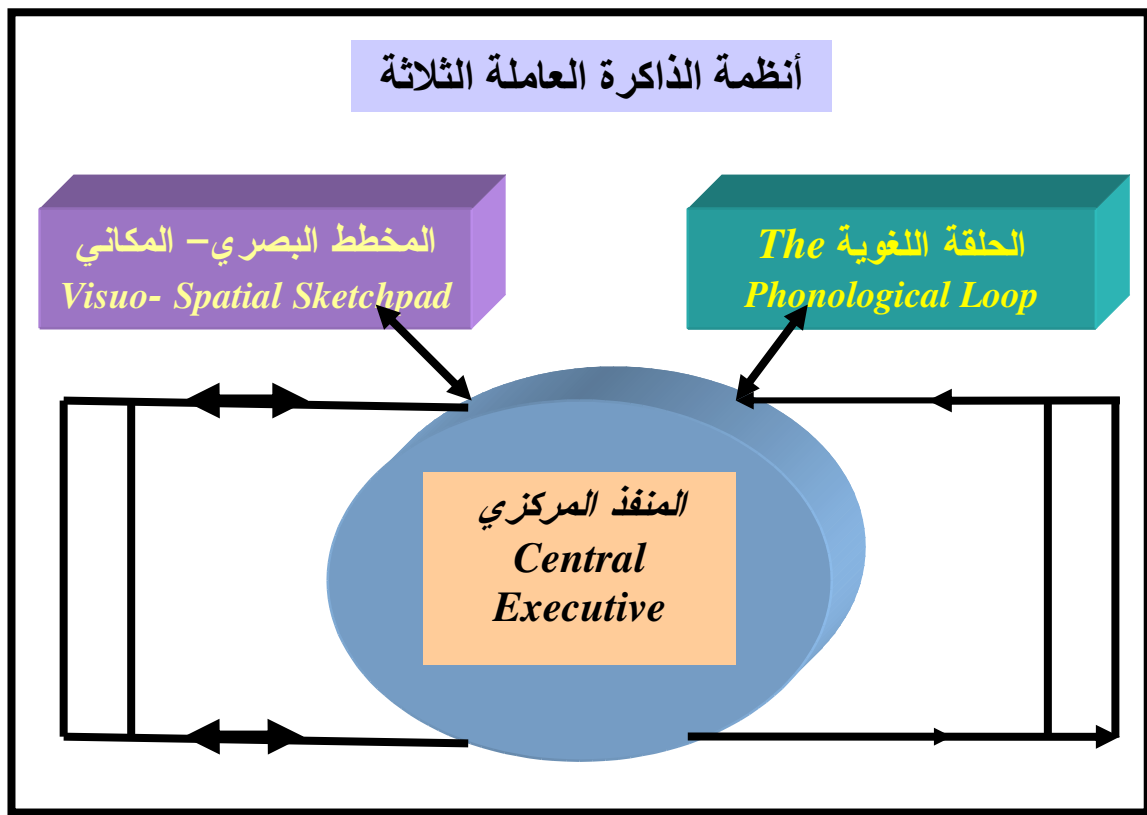 أنظمة الذاكرة العاملة الثلاثة
الحلقة اللغوية The
Phonological Loop
المخطط البصري– المكاني
Visuo- Spatial Sketchpad
المنفذ المركزي
Central
Executive